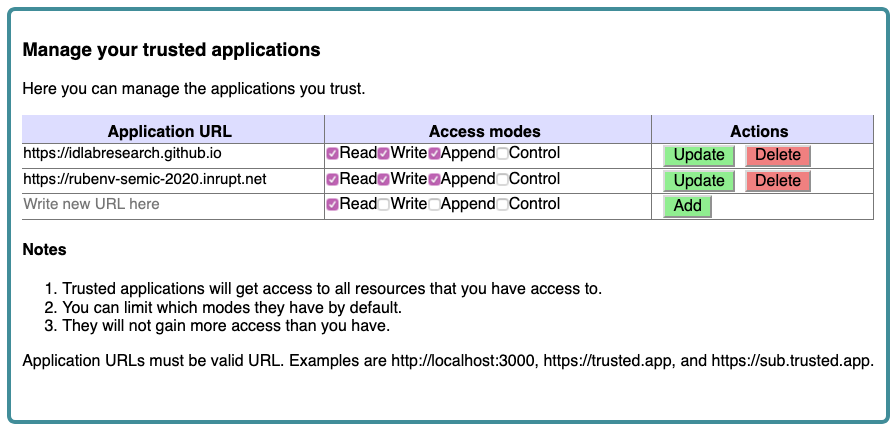 Manage your trusted applications
Here you can manage the applications you trust.
Application URL Access modes Actions
https://idlabresearch.github.io Read Write Append Control Update Delete
https://rubenv-semic-2020.inrupt.net Read Write Append Control Update Delete
Write new URL here Read Write Append Control Add
Notes
1. Trusted applications will get access to all resources that you have access to.
2. You can limit which modes they have by default.
3. They will not gain more access than you have.
Application URLs must be valid URL. Examples are http://localhost:3000, https://trusted.app, and https://sub.trusted.app.